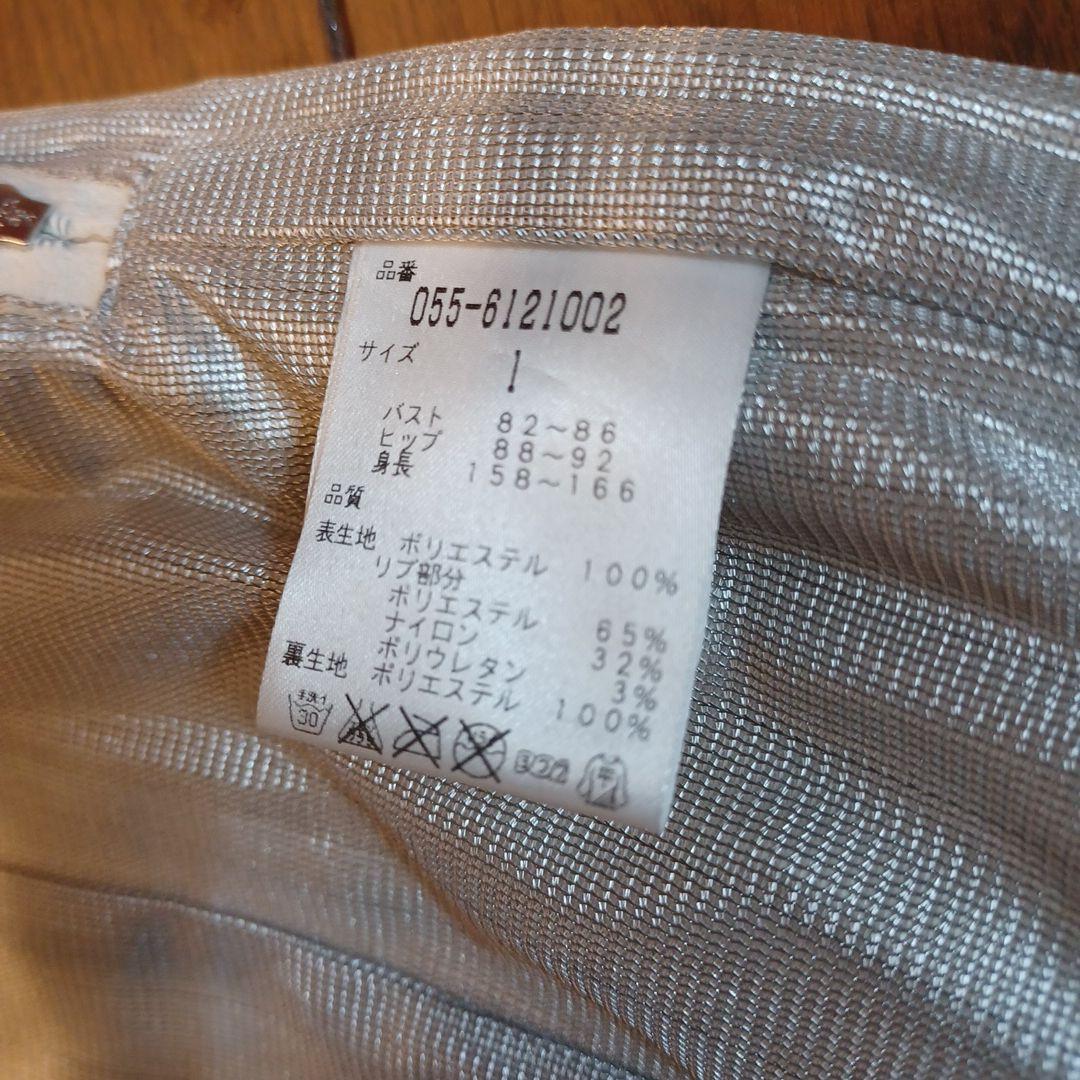 品番
055-6121002
サイズ 1
バスト 82～86
ヒップ 88～92
身長 158～166
品質
表生地 ポリエステル 100%
リブ部分
ポリエステル 65%
ナイロン 32%
ポリウレタン 3%
裏生地 ポリエステル 100%
手洗イ
30